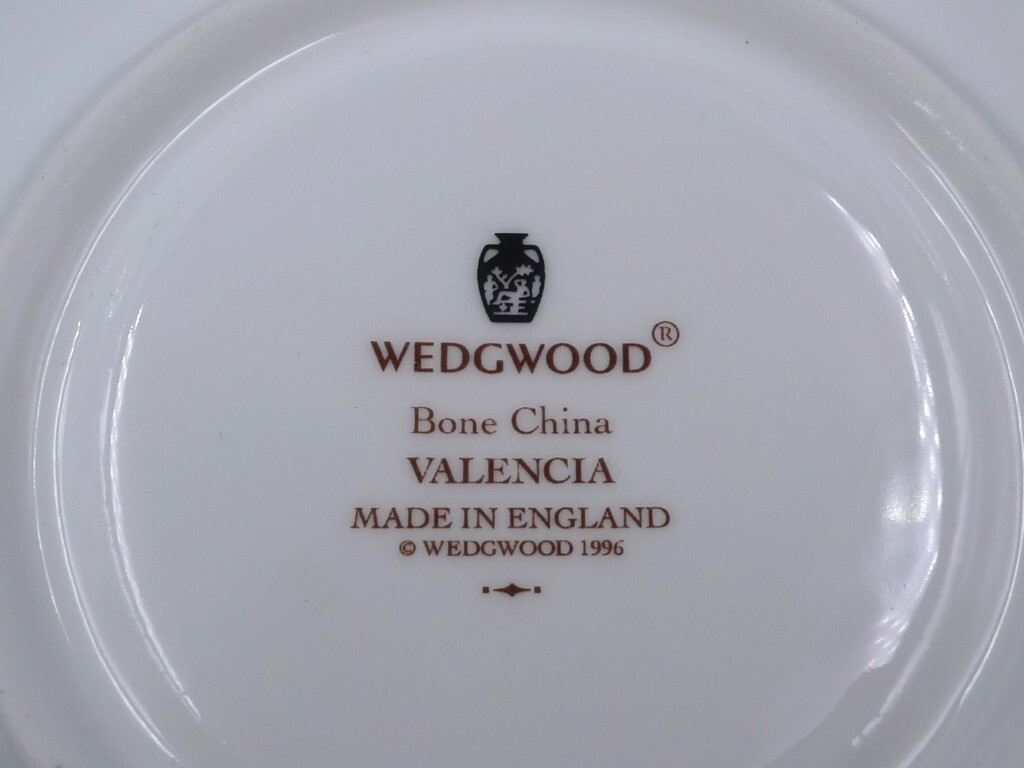 WEDGWOOD®
Bone China
VALENCIA
MADE IN ENGLAND
© WEDGWOOD 1996